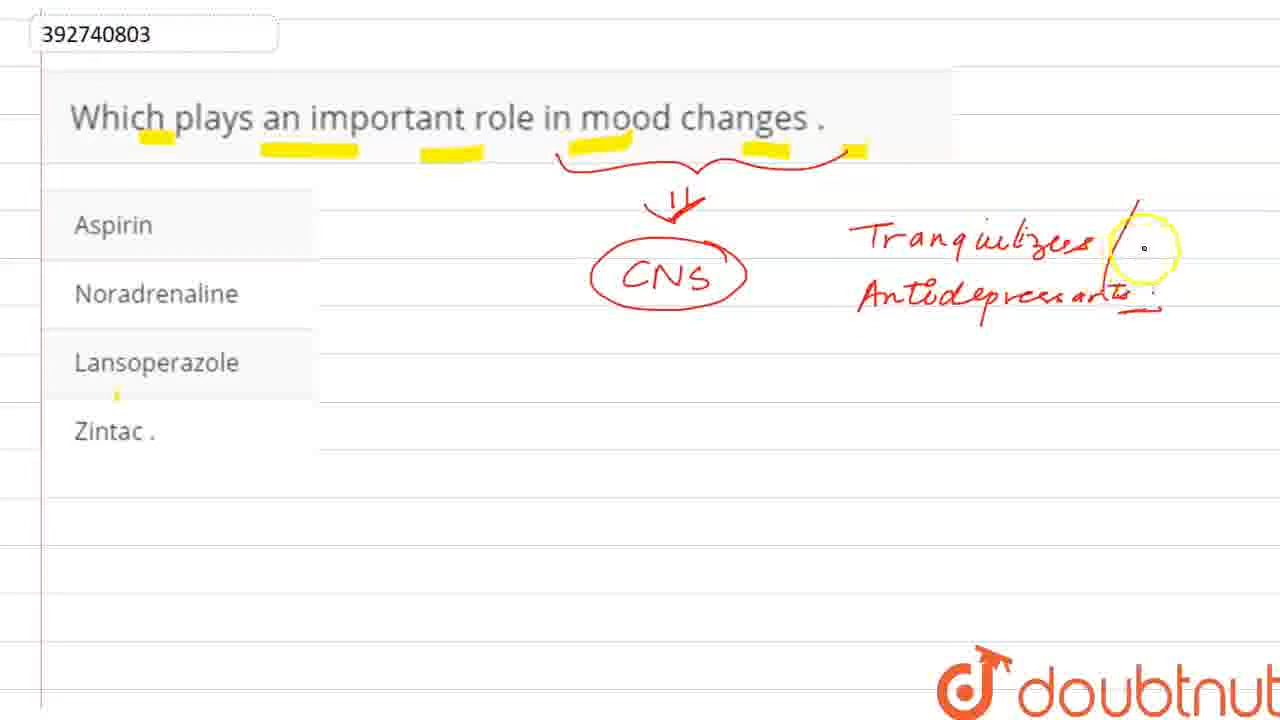 392740803
Which plays an important role in mood changes .
Aspirin
Noradrenaline
Lansoperazole
Zintac .
CNS
Tranquilizers
Antidepressants
doubtnut